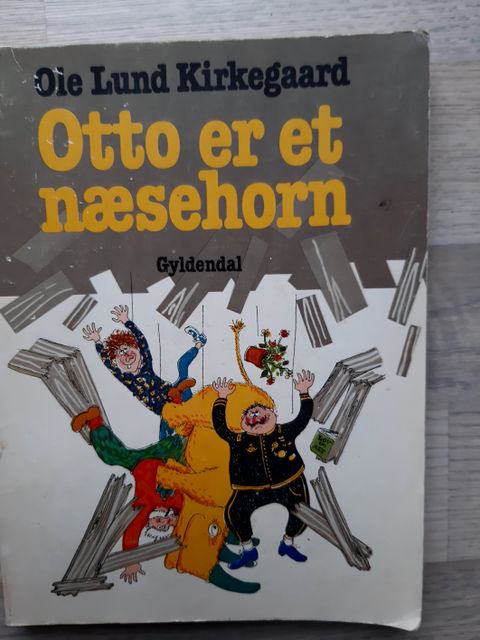 Ole Lund Kirkegaard
Otto er et
næsehorn
Gyldendal